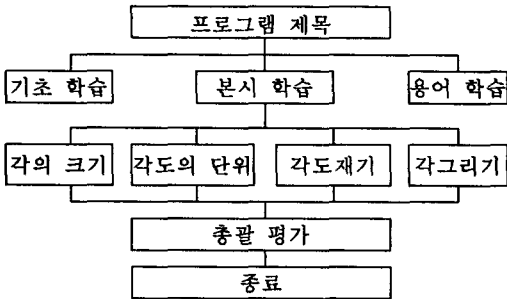 프로그램 제목
기초 학습 본시 학습 용어 학습
각의 크기 각도의 단위 각도재기 각그리기
총괄 평가
종료